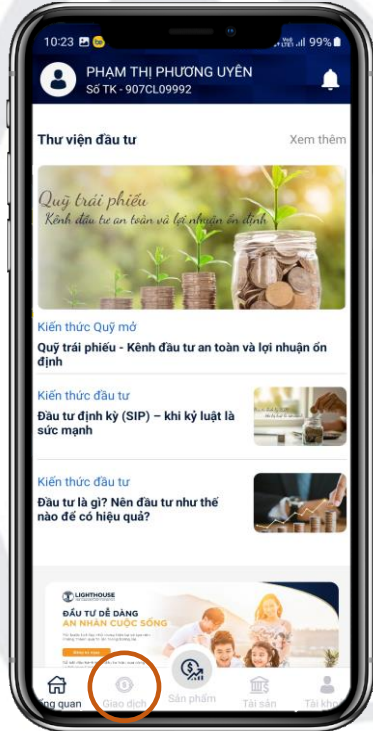 10:23
99%
PHẠM THỊ PHƯƠNG UYÊN
Số TK - 907CL09992
Thư viện đầu tư
Xem thêm
Quỹ trái phiếu
Kênh đầu tư an toàn và lợi nhuận ổn định
Kiến thức Quỹ mở
Quỹ trái phiếu - Kênh đầu tư an toàn và lợi nhuận ổn
định
Kiến thức đầu tư
Đầu tư định kỳ (SIP) – khi kỷ luật là
sức mạnh
Kiến thức đầu tư
Đầu tư là gì? Nên đầu tư như thế
nào để có hiệu quả?
LIGHTHOUSE
ĐẦU TƯ DỄ DÀNG
AN NHÀN CUỘC SỐNG
ng quan
Giao dịch
Sản phẩm
Tài sản
Tài kho